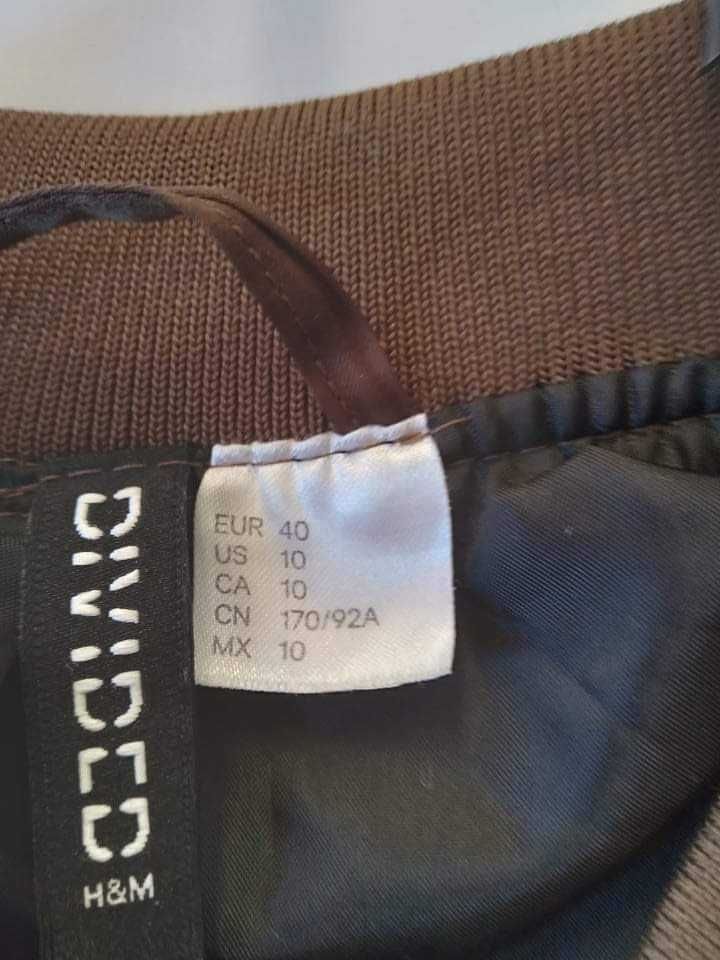 DIVIDED
H&M
EUR 40
US 10
CA 10
CN 170/92A
MX 10